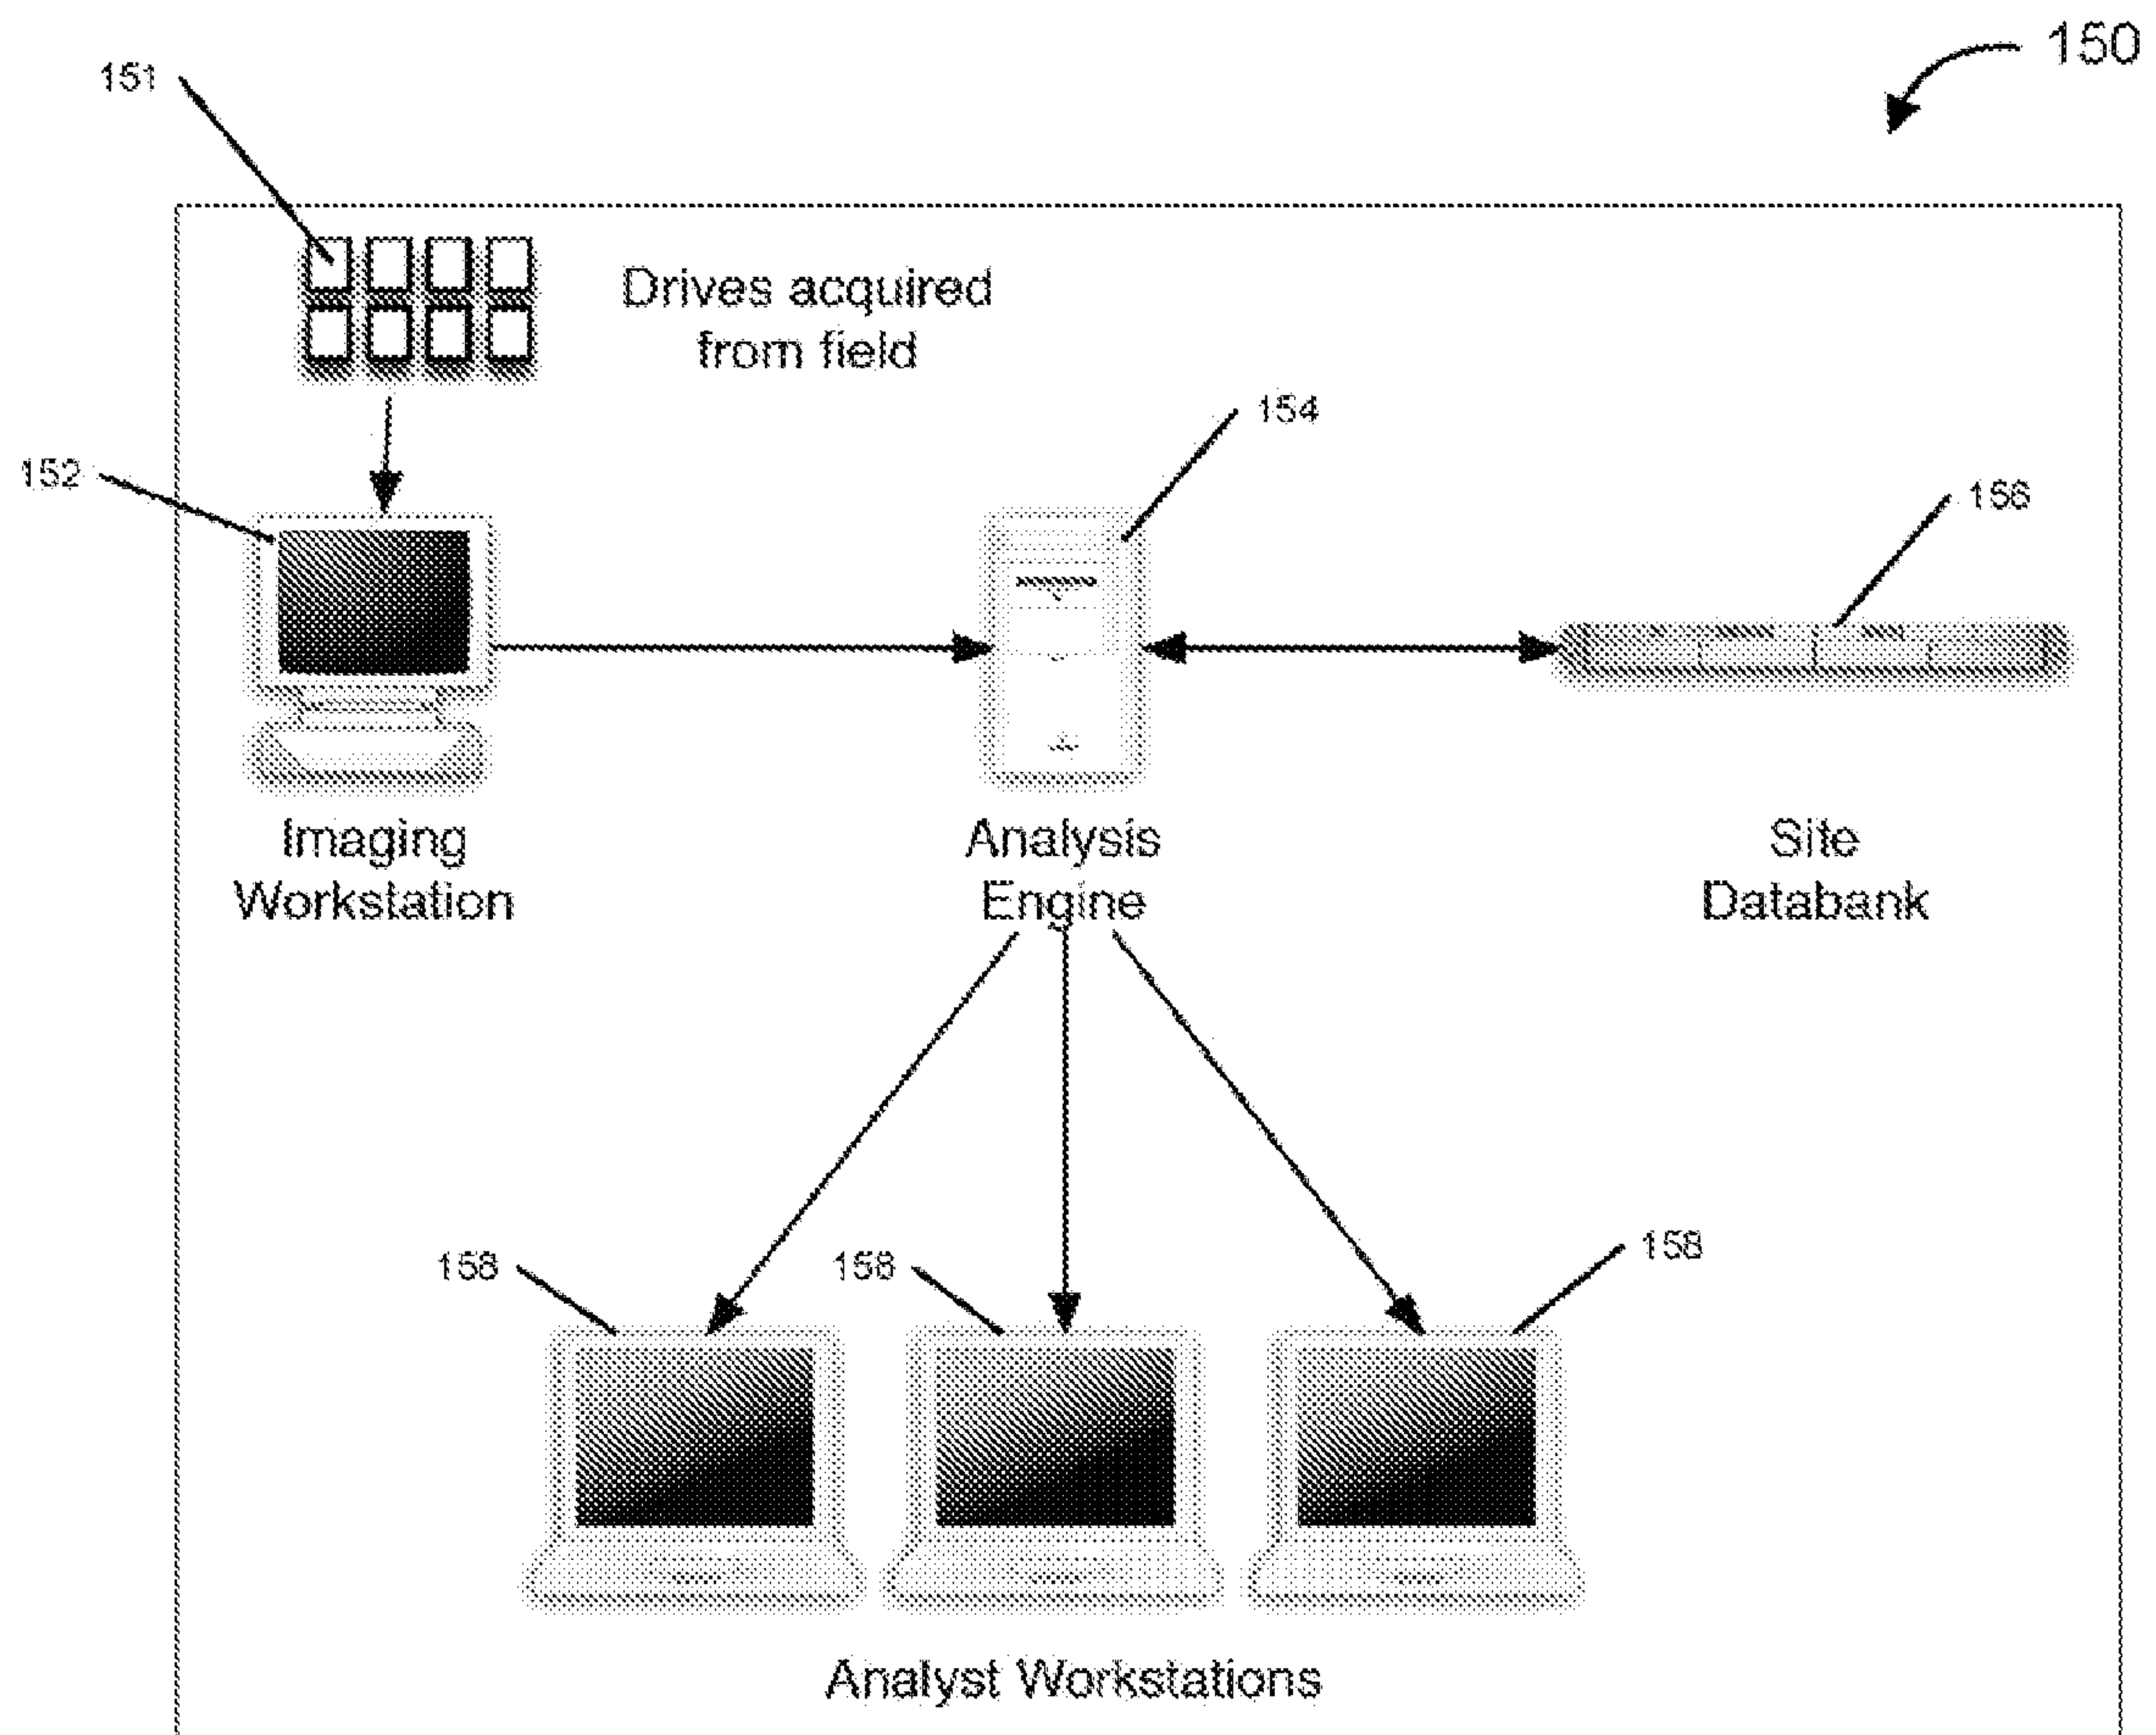 150
151
Drives acquired
from field
154
152
156
Imaging
Workstation
Analysis
Engine
Site
Databank
158
158
158
Analyst Workstations